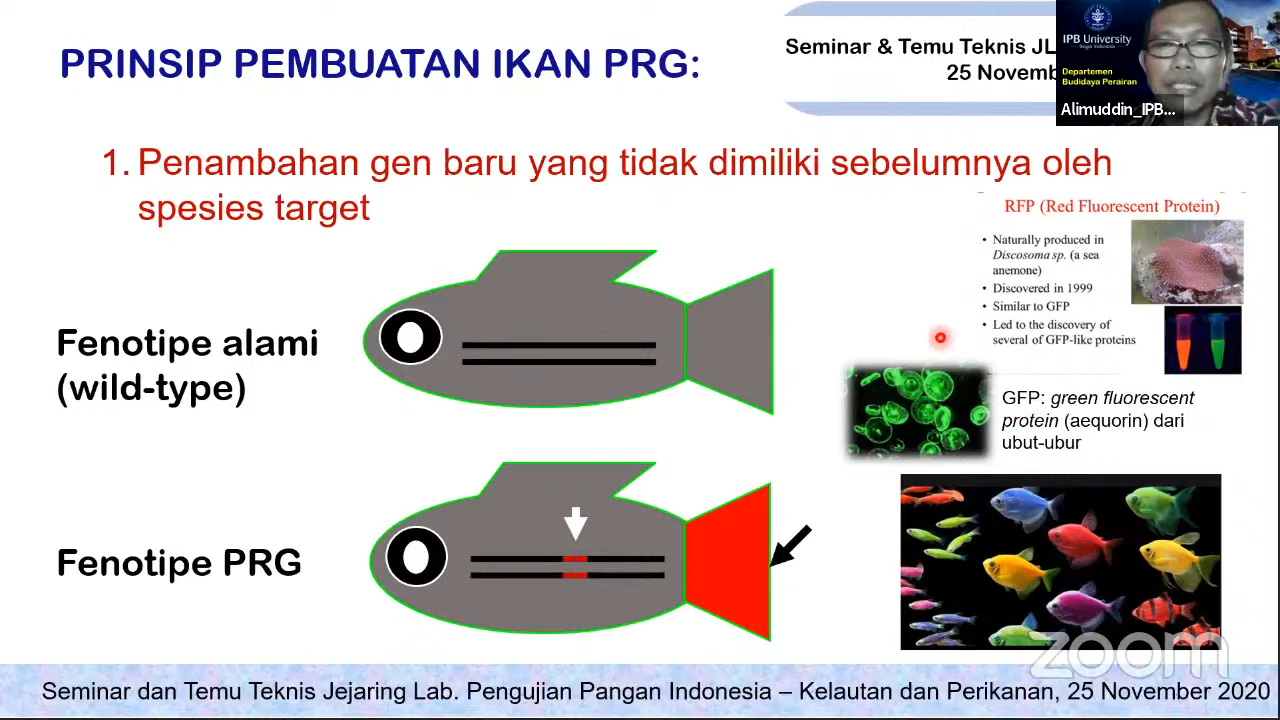 PRINSIP PEMBUATAN IKAN PRG:
Seminar & Temu Teknis JL
25 Novemb
IPB University
Bogor Indonesia
Departemen
Budidaya Perairan
Alimuddin_IPB...
1. Penambahan gen baru yang tidak dimiliki sebelumnya oleh
spesies target
RFP (Red Fluorescent Protein)
• Naturally produced in
Discosoma sp. (a sea
anemone)
• Discovered in 1999
• Similar to GFP
• Led to the discovery of
several of GFP-like proteins
Fenotipe alami
(wild-type)
GFP: green fluorescent
protein (aequorin) dari
ubut-ubur
Fenotipe PRG
zoom
Seminar dan Temu Teknis Jejaring Lab. Pengujian Pangan Indonesia – Kelautan dan Perikanan, 25 November 2020